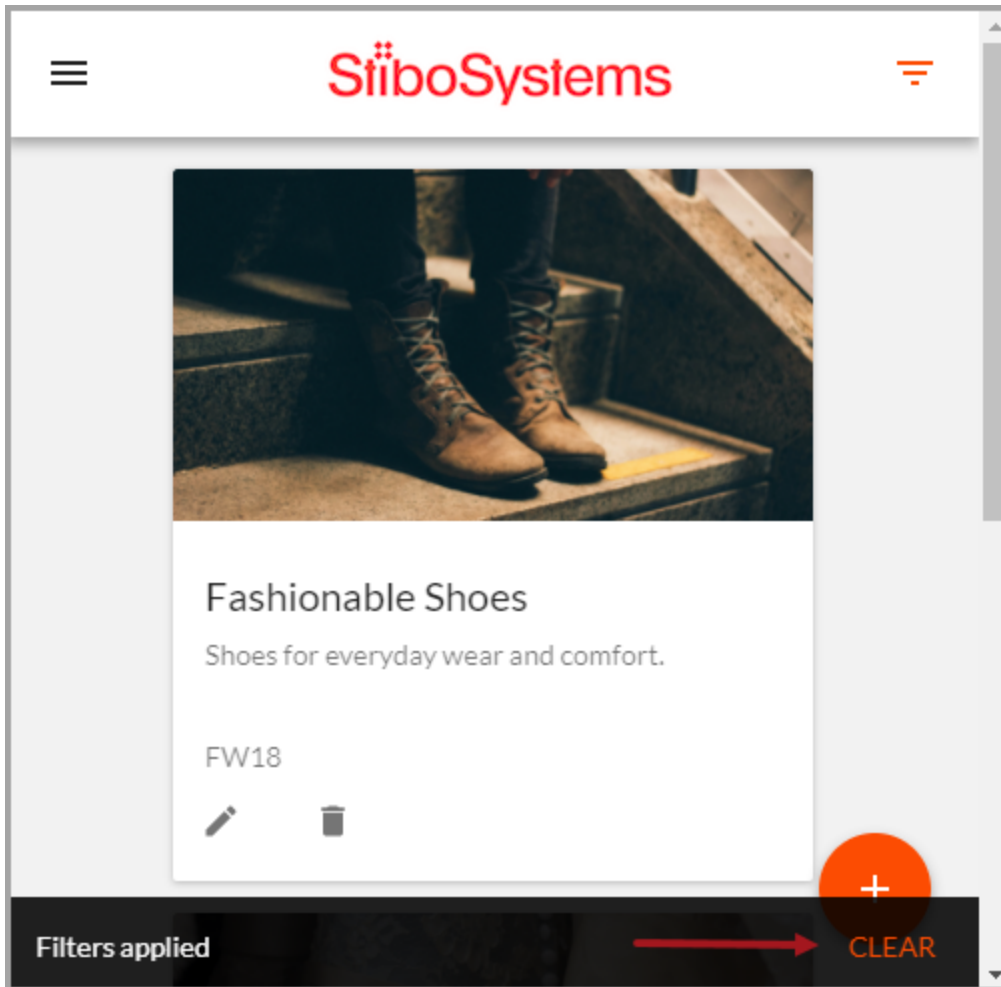 StiboSystems
Fashionable Shoes
Shoes for everyday wear and comfort.
FW18
Filters applied
CLEAR